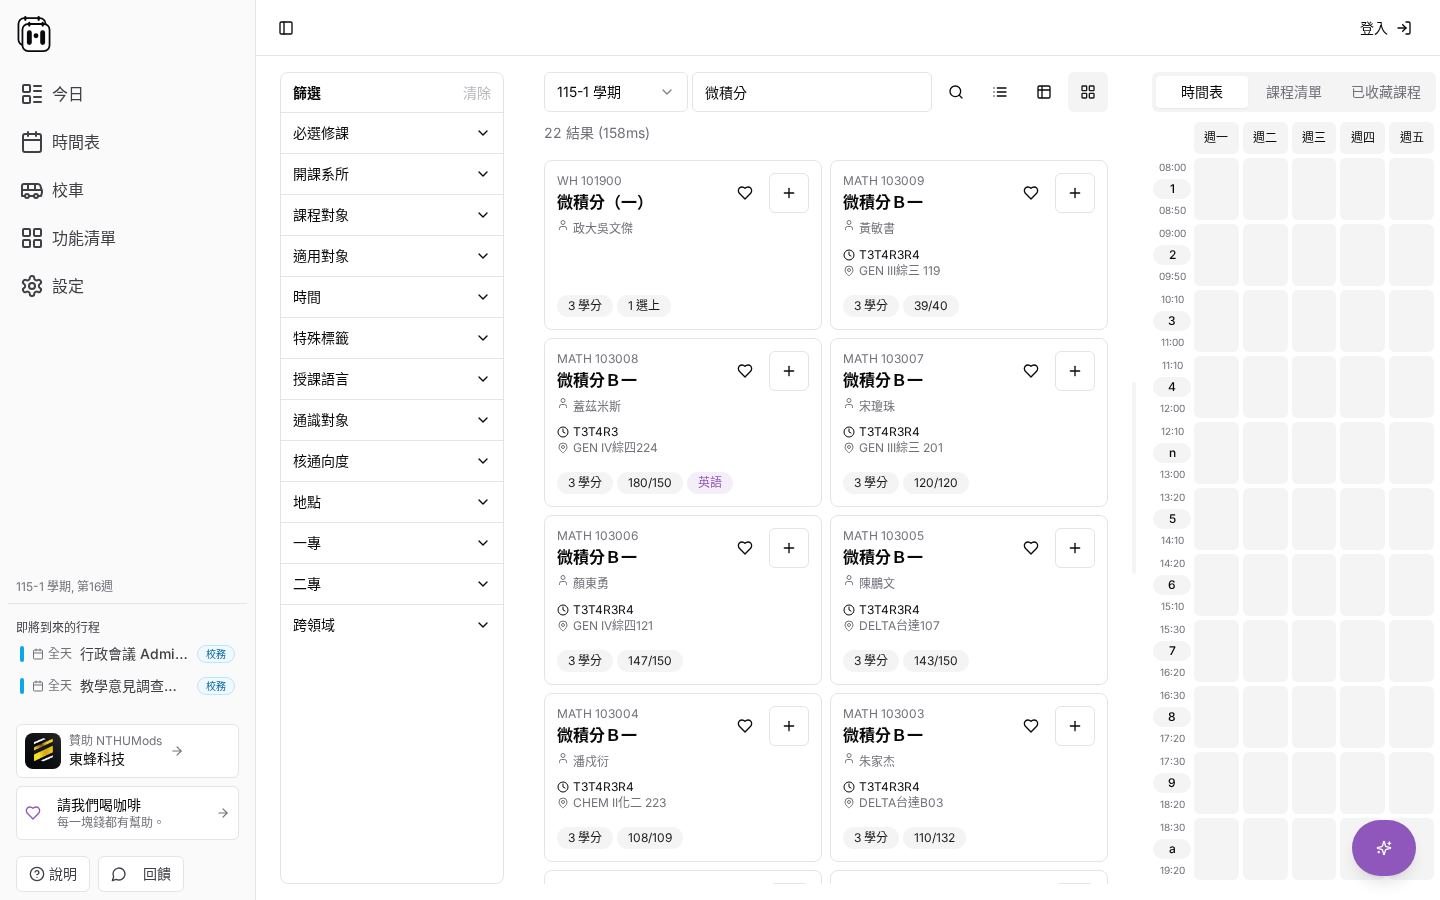 今日
時間表
校車
功能清單
設定
115-1 學期, 第16週
即將到來的行程
全天 行政會議 Admi... 校務
全天 教學意見調查... 校務
贊助 NTHUMods
東蜂科技
請我們喝咖啡
每一塊錢都有幫助。
說明
回饋
登入
篩選
清除
必選修課
開課系所
課程對象
適用對象
時間
特殊標籤
授課語言
通識對象
核通向度
地點
一專
二專
跨領域
115-1 學期
微積分
22 結果 (158ms)
WH 101900
微積分（一）
政大吳文傑
3 學分 1 選上
MATH 103009
微積分Ｂ一
黃敏書
T3T4R3R4
GEN III綜三 119
3 學分 39/40
MATH 103008
微積分Ｂ一
蓋茲米斯
T3T4R3
GEN IV綜四224
3 學分 180/150 英語
MATH 103007
微積分Ｂ一
宋瓊珠
T3T4R3R4
GEN III綜三 201
3 學分 120/120
MATH 103006
微積分Ｂ一
顏東勇
T3T4R3R4
GEN IV綜四121
3 學分 147/150
MATH 103005
微積分Ｂ一
陳鵬文
T3T4R3R4
DELTA台達107
3 學分 143/150
MATH 103004
微積分Ｂ一
潘戍衍
T3T4R3R4
CHEM II化二 223
3 學分 108/109
MATH 103003
微積分Ｂ一
朱家杰
T3T4R3R4
DELTA台達B03
3 學分 110/132
時間表 課程清單 已收藏課程
週一 週二 週三 週四 週五
08:00
1
08:50
09:00
2
09:50
10:10
3
11:00
11:10
4
12:00
12:10
n
13:00
13:20
5
14:10
14:20
6
15:10
15:30
7
16:20
16:30
8
17:20
17:30
9
18:20
18:30
a
19:20